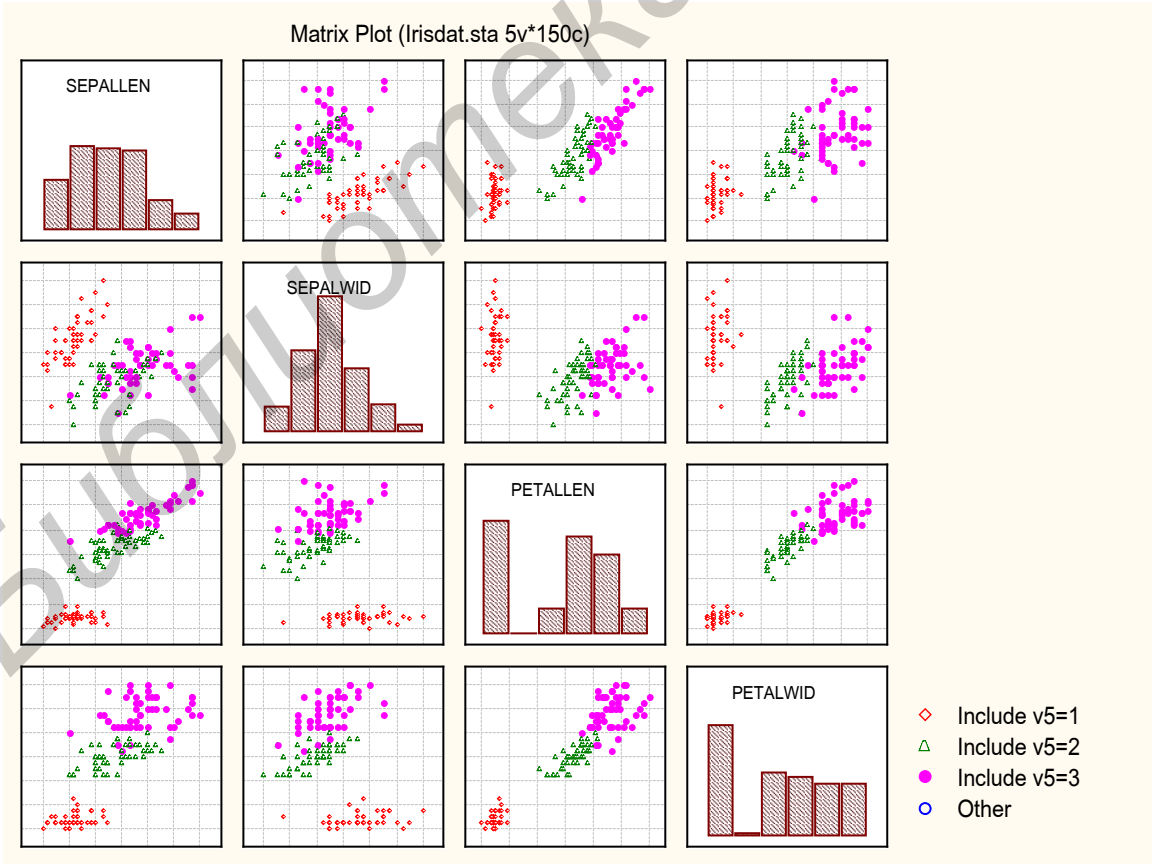 Matrix Plot (Irisdat.sta 5v*150c)
SEPALLEN
SEPALWID
PETALLEN
PETALWID
Include v5=1
Include v5=2
Include v5=3
Other
Библиотека